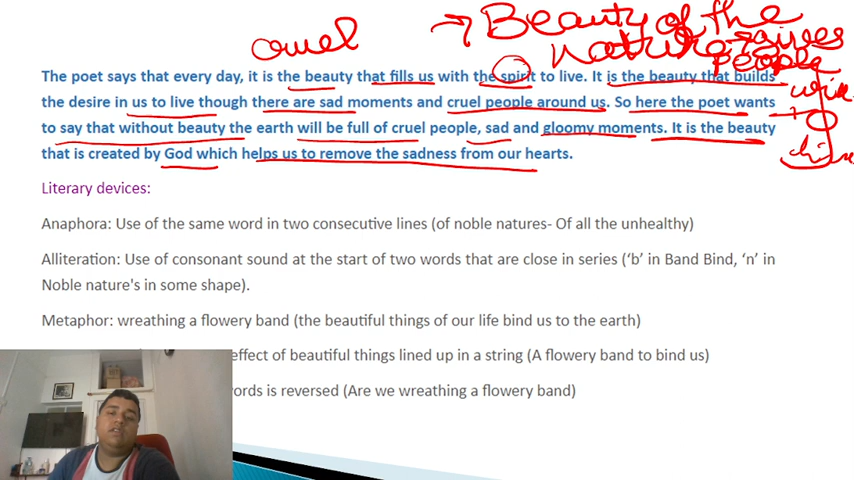 cruel → Beauty of the
Nature gives
people
The poet says that every day, it is the beauty that fills us with the spirit to live. It is the beauty that builds
the desire in us to live though there are sad moments and cruel people around us. So here the poet wants
to say that without beauty the earth will be full of cruel people, sad and gloomy moments. It is the beauty
that is created by God which helps us to remove the sadness from our hearts.
Literary devices:
Anaphora: Use of the same word in two consecutive lines (of noble natures- Of all the unhealthy)
Alliteration: Use of consonant sound at the start of two words that are close in series (‘b’ in Band Bind, ‘n’ in
Noble nature's in some shape).
Metaphor: wreathing a flowery band (the beautiful things of our life bind us to the earth)
effect of beautiful things lined up in a string (A flowery band to bind us)
ords is reversed (Are we wreathing a flowery band)